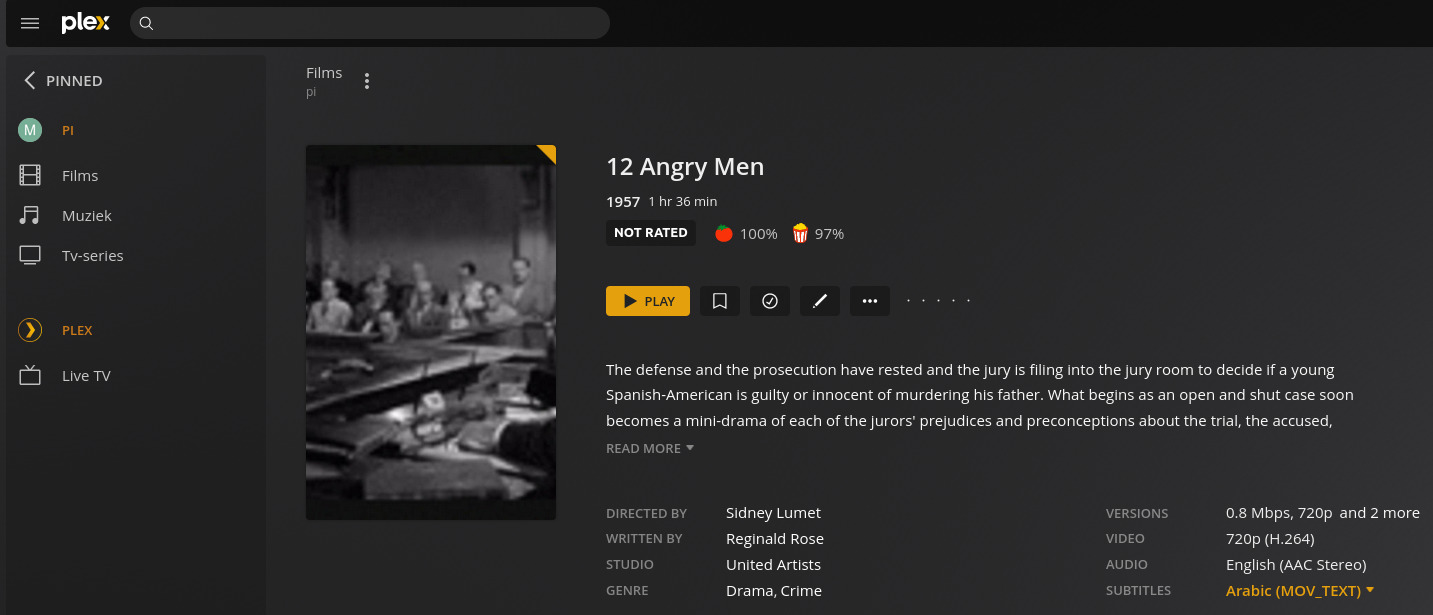 plex
PINNED
M PI
Films
Muziek
Tv-series
PLEX
Live TV
Films
pi
12 Angry Men
1957 1 hr 36 min
NOT RATED 100% 97%
PLAY
The defense and the prosecution have rested and the jury is filing into the jury room to decide if a young
Spanish-American is guilty or innocent of murdering his father. What begins as an open and shut case soon
becomes a mini-drama of each of the jurors' prejudices and preconceptions about the trial, the accused,
READ MORE
DIRECTED BY Sidney Lumet
WRITTEN BY Reginald Rose
STUDIO United Artists
GENRE Drama, Crime
VERSIONS 0.8 Mbps, 720p and 2 more
VIDEO 720p (H.264)
AUDIO English (AAC Stereo)
SUBTITLES Arabic (MOV_TEXT)